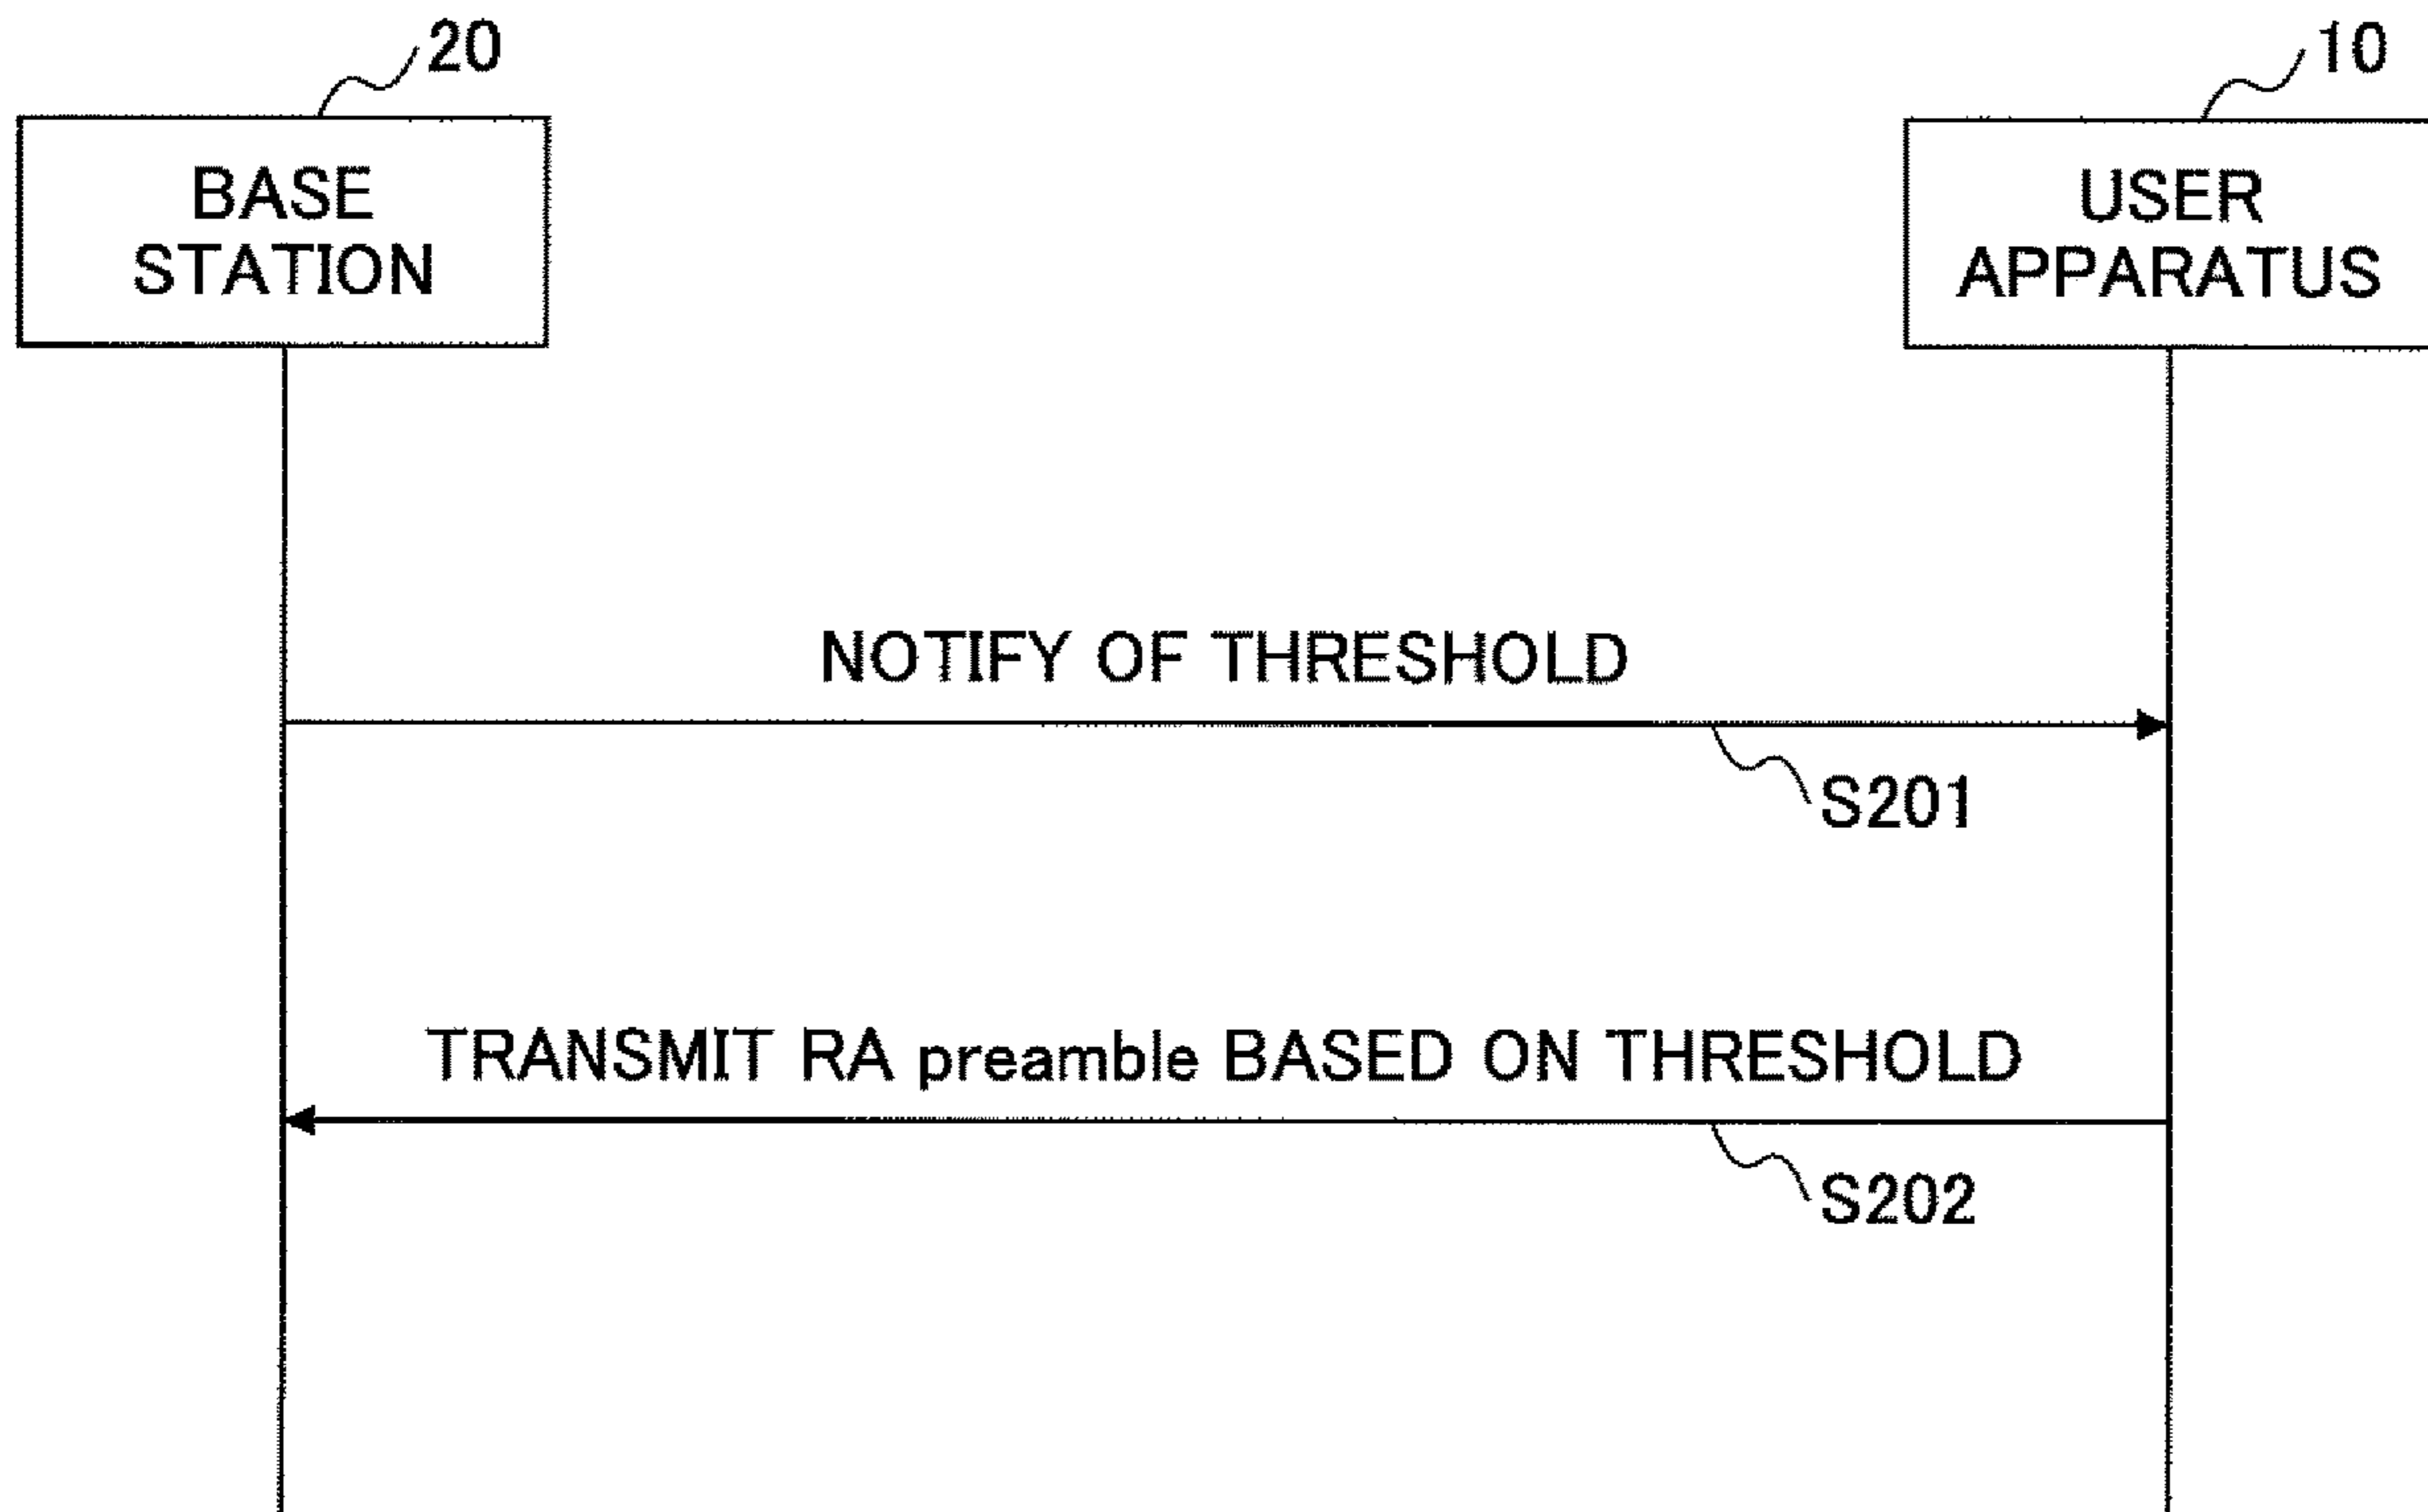 20
10
BASE
STATION
USER
APPARATUS
NOTIFY OF THRESHOLD
S201
TRANSMIT RA preamble BASED ON THRESHOLD
S202